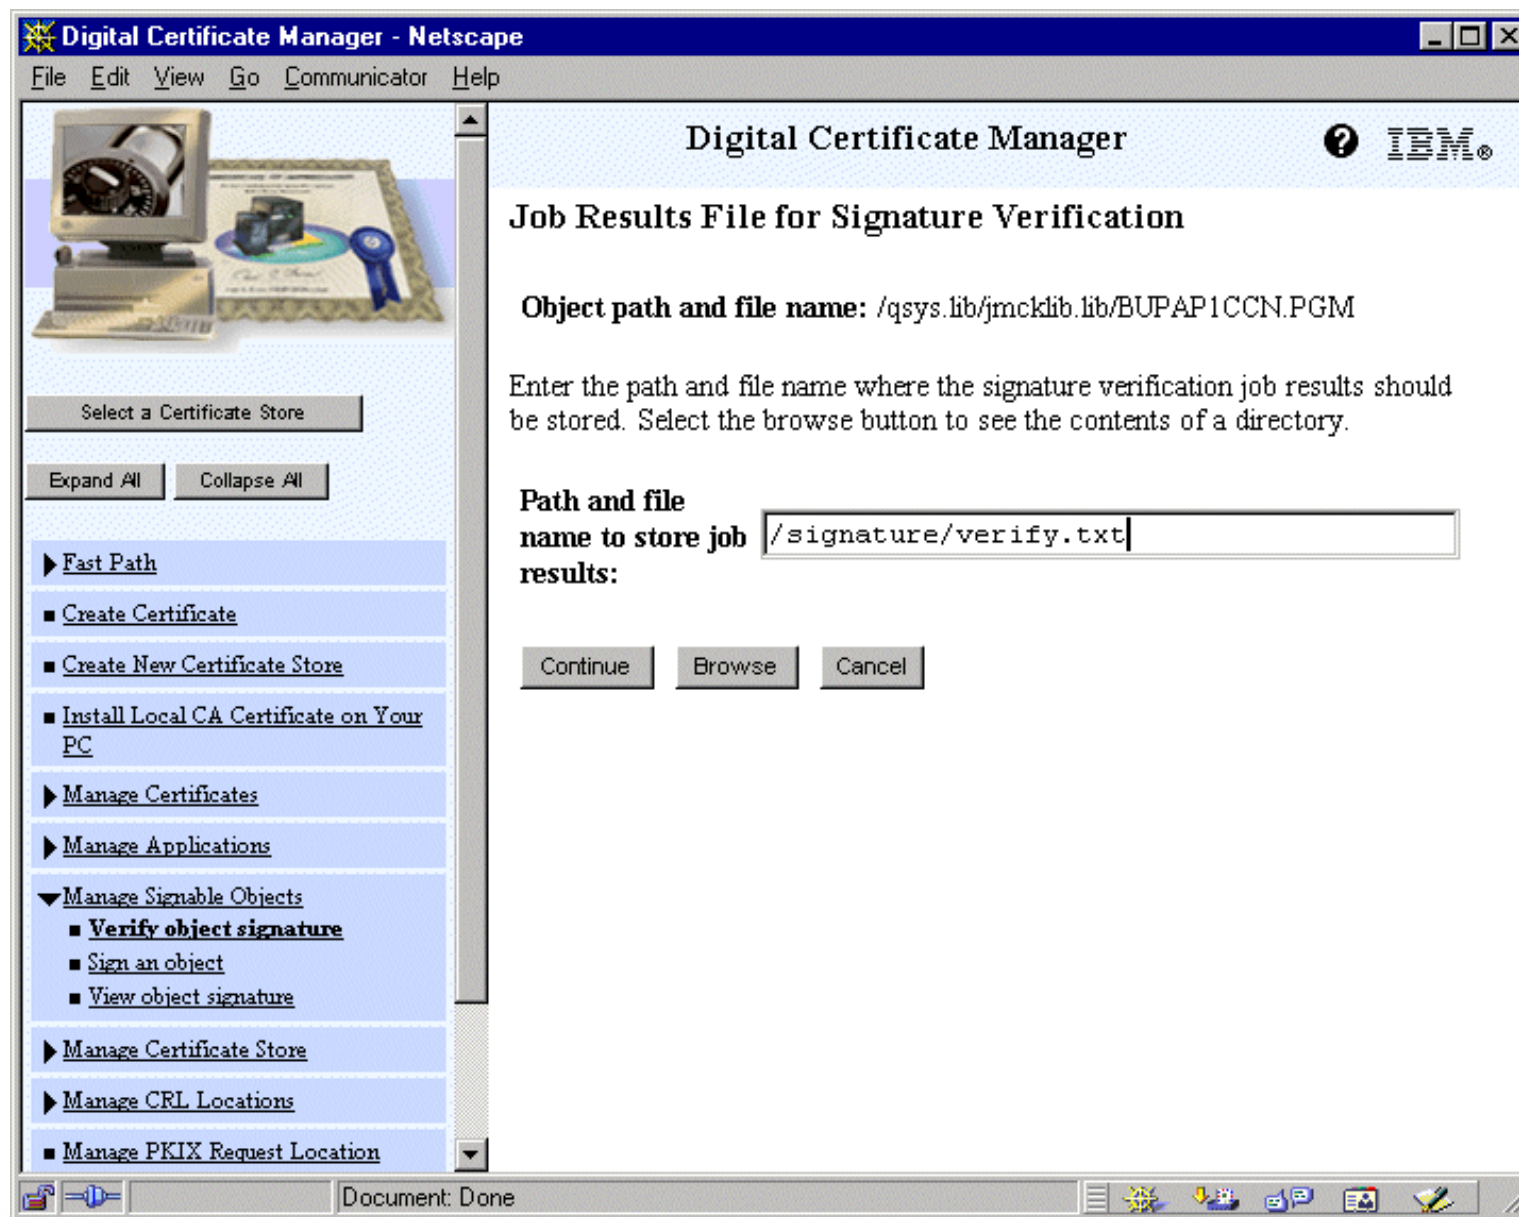 Digital Certificate Manager - Netscape
File Edit View Go Communicator Help
Select a Certificate Store
Expand All Collapse All
Fast Path
Create Certificate
Create New Certificate Store
Install Local CA Certificate on Your
PC
Manage Certificates
Manage Applications
Manage Signable Objects
Verify object signature
Sign an object
View object signature
Manage Certificate Store
Manage CRL Locations
Manage PKIX Request Location
Digital Certificate Manager
? IBM®
Job Results File for Signature Verification
Object path and file name: /qsys.lib/jmcklib.lib/BUPAP1CCN.PGM
Enter the path and file name where the signature verification job results should
be stored. Select the browse button to see the contents of a directory.
Path and file
name to store job
results:
/signature/verify.txt
Continue Browse Cancel
Document: Done